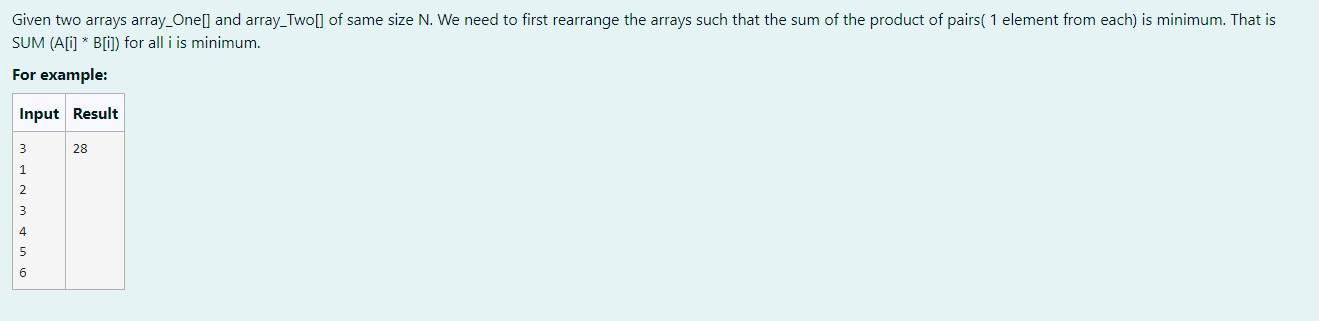 Given two arrays array_One[] and array_Two[] of same size N. We need to first rearrange the arrays such that the sum of the product of pairs( 1 element from each) is minimum. That is
SUM (A[i] * B[i]) for all i is minimum.
For example:
Input Result
3 28
1
2
3
4
5
6